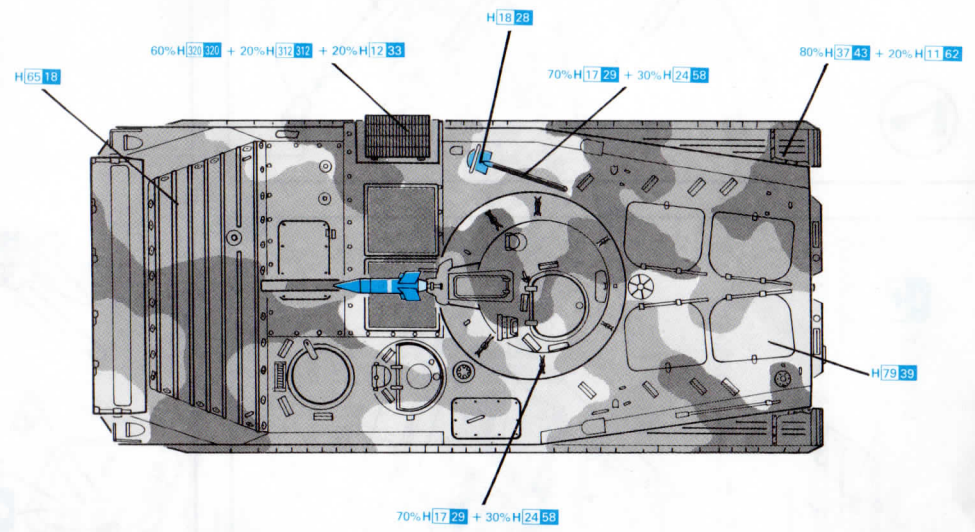 H 18 28
60% H 320 320 + 20% H 312 312 + 20% H 12 33
80% H 37 43 + 20% H 11 62
H 65 18
70% H 17 29 + 30% H 24 58
H 79 39
70% H 17 29 + 30% H 24 58